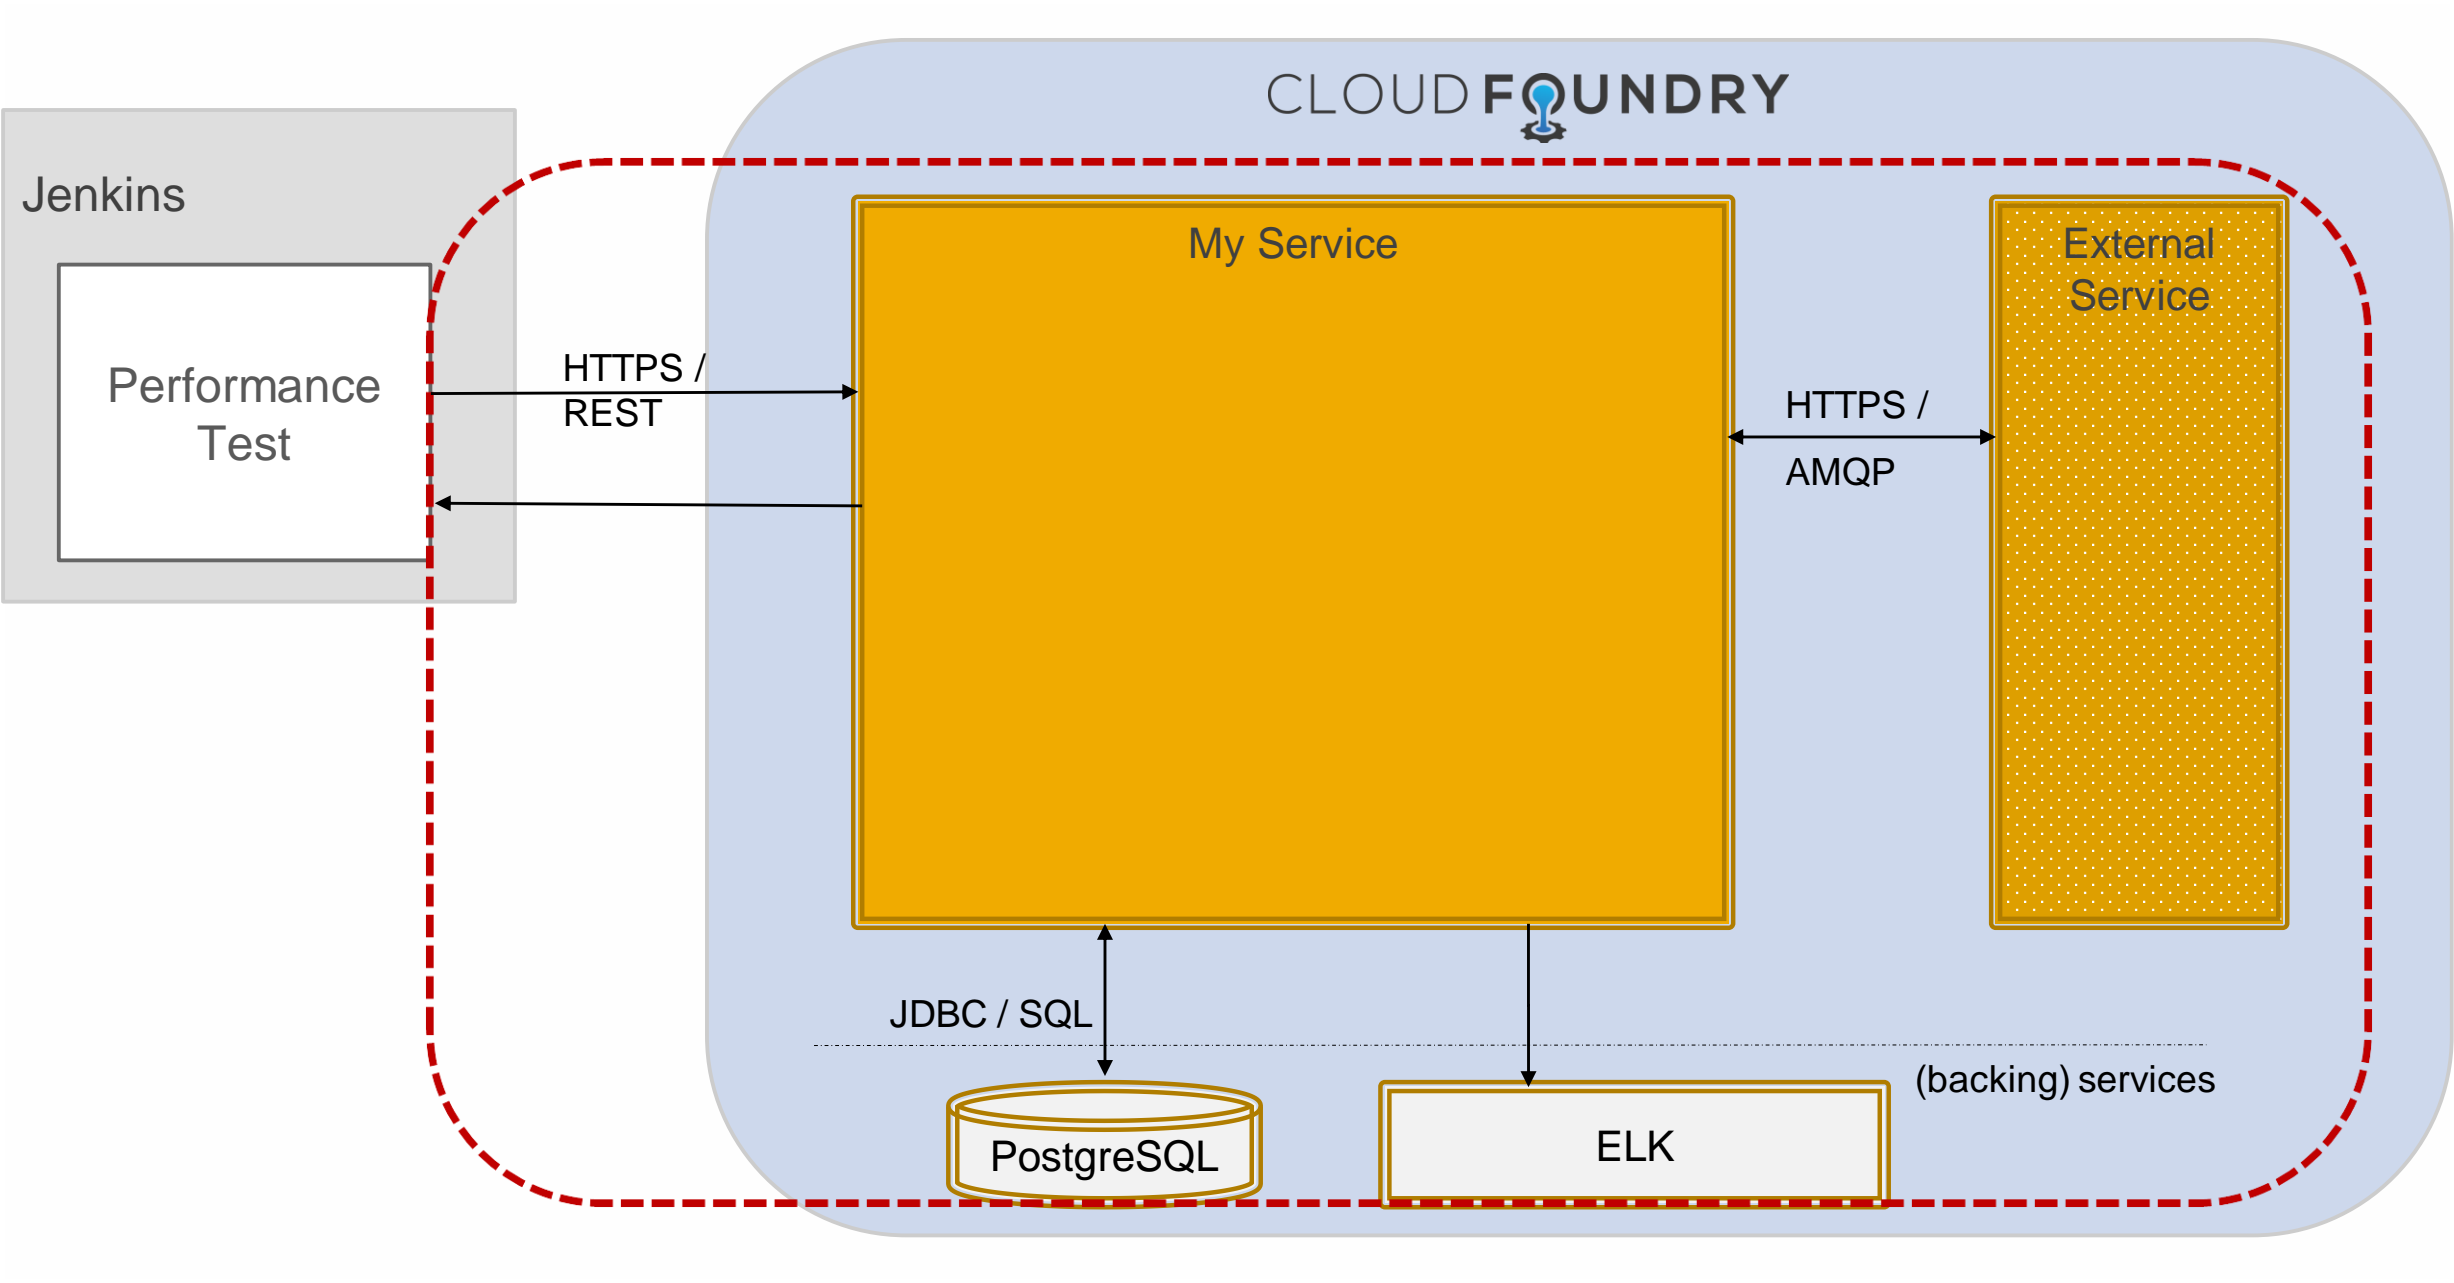 CLOUD FOUNDRY
Jenkins
My Service
External
Service
Performance
Test
HTTPS /
REST
HTTPS /
AMQP
JDBC / SQL
(backing) services
PostgreSQL
ELK